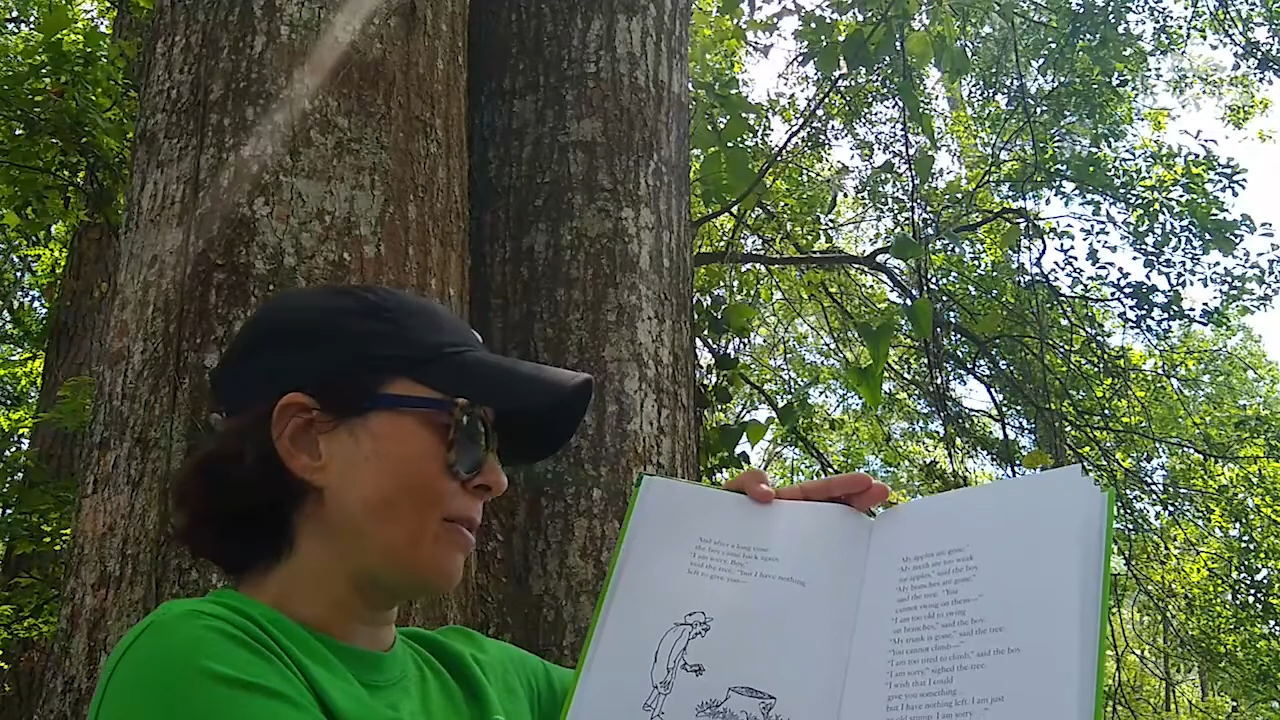 And after a long time
the boy came back again.
"I am sorry, Boy,"
said the tree, "but I have nothing
left to give you—
"My apples are gone."
"My teeth are too weak
for apples," said the boy.
"My branches are gone,"
said the tree. "You
cannot swing on them—"
"I am too old to swing
on branches," said the boy.
"My trunk is gone," said the tree.
"You cannot climb—"
"I am too tired to climb," said the boy.
"I am sorry," sighed the tree.
"I wish that I could
give you something . . .
but I have nothing left. I am just
an old stump. I am sorry . . ."